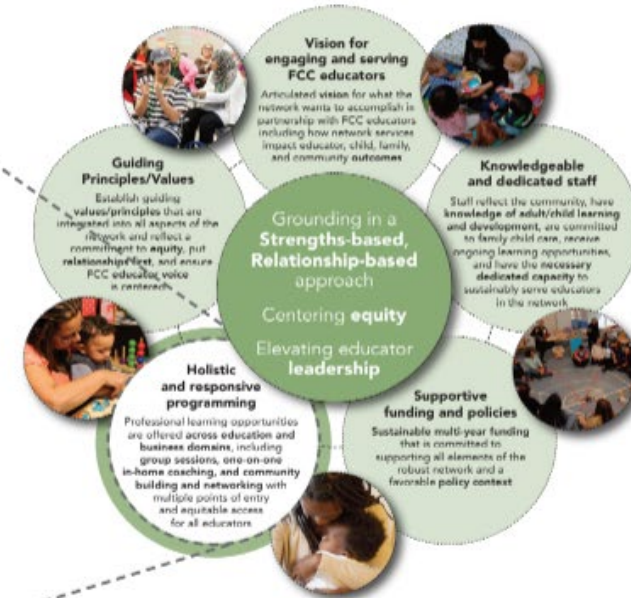 Vision for
engaging and serving
FCC educators
Articulated vision for what the
network wants to accomplish in
partnership with FCC educators
including how network services
impact educator, child, family,
and community outcomes
Guiding
Principles/Values
Establish guiding
values/principles that are
integrated into all aspects of the
network and reflect a
commitment to equity, put
relationships first, and ensure
FCC educator voice
is centered
Knowledgeable
and dedicated staff
Staff reflect the community, have
knowledge of adult/child learning
and development, are committed
to family child care, receive
ongoing learning opportunities,
and have the necessary
dedicated capacity to
sustainably serve educators
in the network
Grounding in a
Strengths-based,
Relationship-based
approach
Centering equity
Elevating educator
leadership
Holistic
and responsive
programming
Professional learning opportunities
are offered across education and
business domains, including
group sessions, one-on-one
in-home coaching, and community
building and networking with
multiple points of entry
and equitable access
for all educators
Supportive
funding and policies
Sustainable multi-year funding
that is committed to
supporting all elements of the
robust network and a
favorable policy context